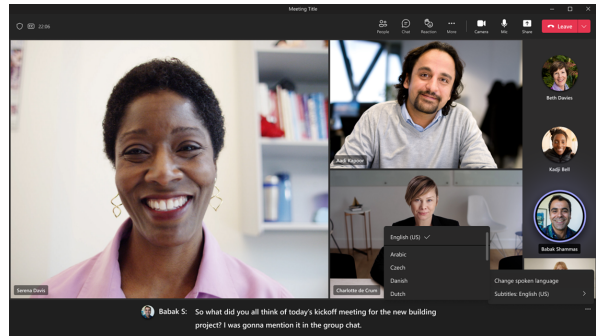 Meeting Title
22:06
People
Chat
Reaction
More
Camera
Mic
Share
Leave
Beth Davies
Kadji Bell
Babak Shammas
Serena Davis
Charlotte de Crum
English (US)
Arabic
Czech
Danish
Dutch
Change spoken language
Subtitles: English (US)
Babak S: So what did you all think of today's kickoff meeting for the new building
project? I was gonna mention it in the group chat.